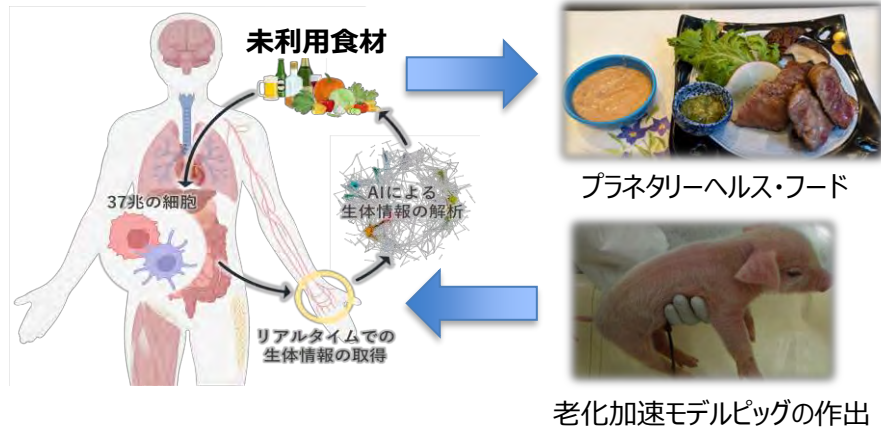 未利用食材
37兆の細胞
AIによる
生体情報の解析
リアルタイムでの
生体情報の取得
プラネタリーヘルス・フード
老化加速モデルピッグの作出